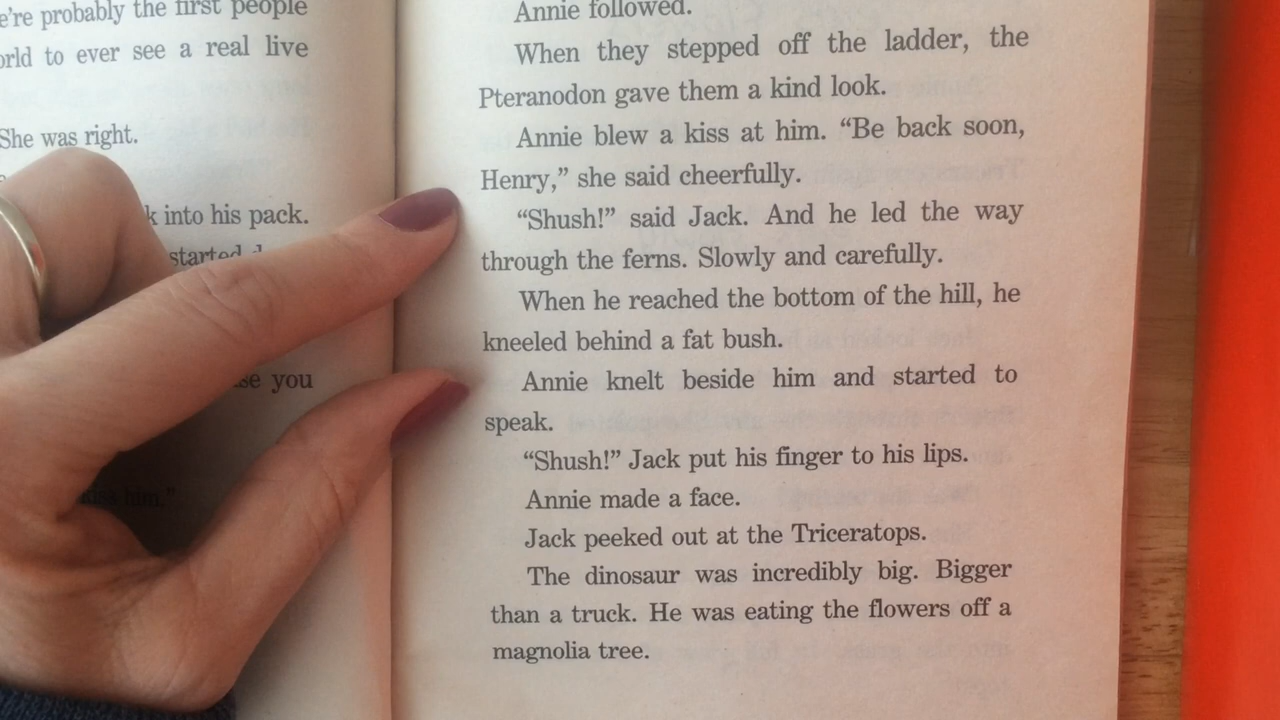 e're probably the first people
orld to ever see a real live
She was right.
k into his pack.
started
se you
kiss him."
Annie followed.
When they stepped off the ladder, the
Pteranodon gave them a kind look.
Annie blew a kiss at him. “Be back soon,
Henry,” she said cheerfully.
“Shush!” said Jack. And he led the way
through the ferns. Slowly and carefully.
When he reached the bottom of the hill, he
kneeled behind a fat bush.
Annie knelt beside him and started to
speak.
“Shush!” Jack put his finger to his lips.
Annie made a face.
Jack peeked out at the Triceratops.
The dinosaur was incredibly big. Bigger
than a truck. He was eating the flowers off a
magnolia tree.